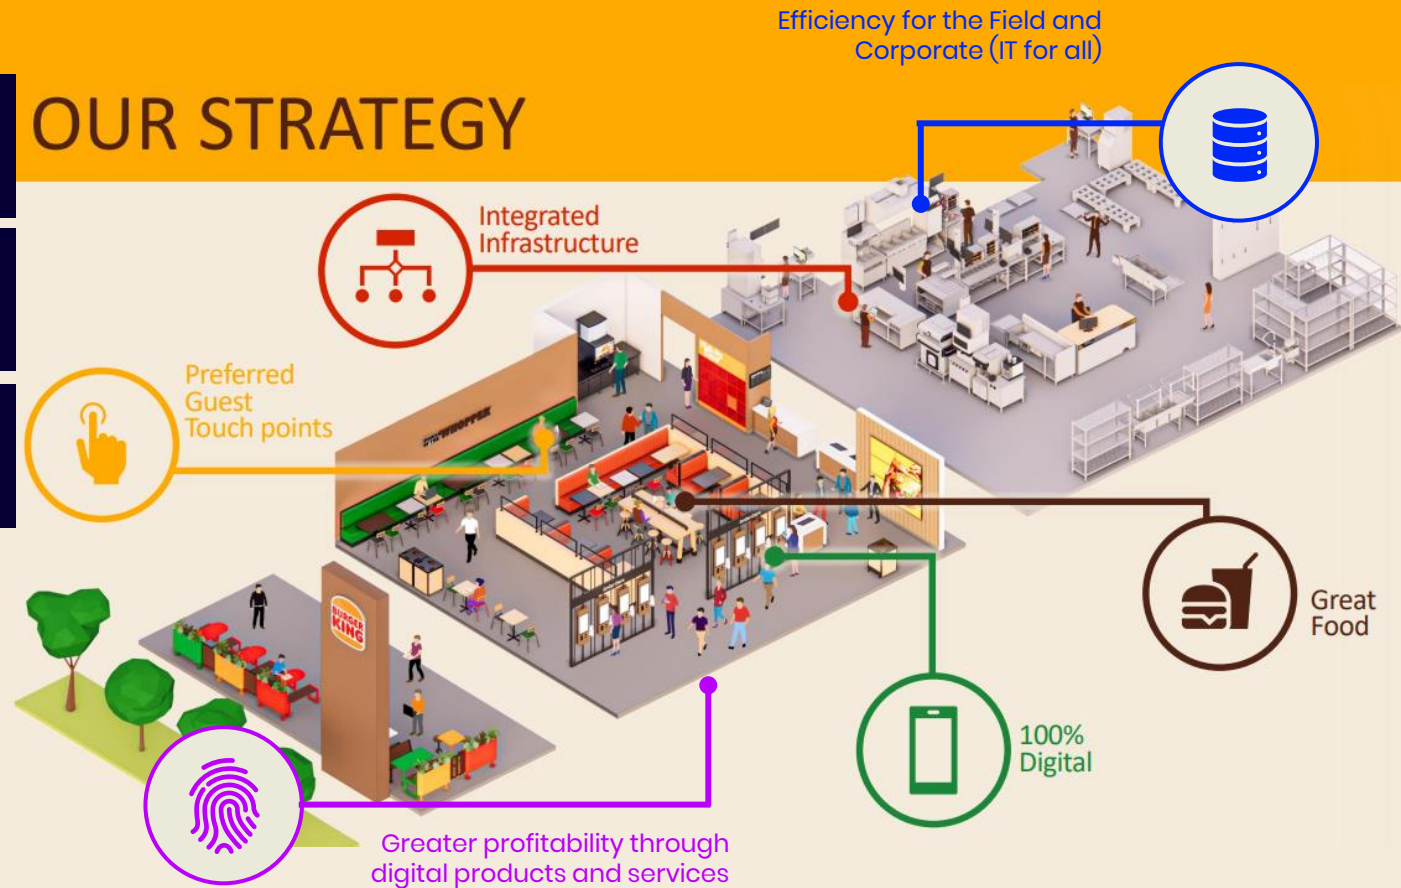 Efficiency for the Field and
Corporate (IT for all)
OUR STRATEGY
Integrated
Infrastructure
Preferred
Guest
Touch points
WHOPPER
BURGER
KING
Great
Food
100%
Digital
Greater profitability through
digital products and services